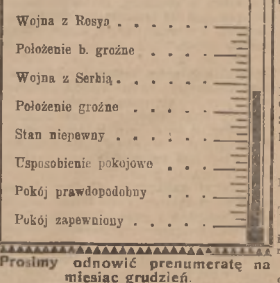 Wojna z Rosyą . . . . .
Położenie b. groźne . . . .
Wojna z Serbią . . . . .
Położenie groźne . . . .
Stan niepewny . . . . .
Usposobienie pokojowe . . .
Pokój prawdopodobny . . .
Pokój zapewniony . . . .
Prosimy odnowić prenumeratę na
miesiąc grudzień.